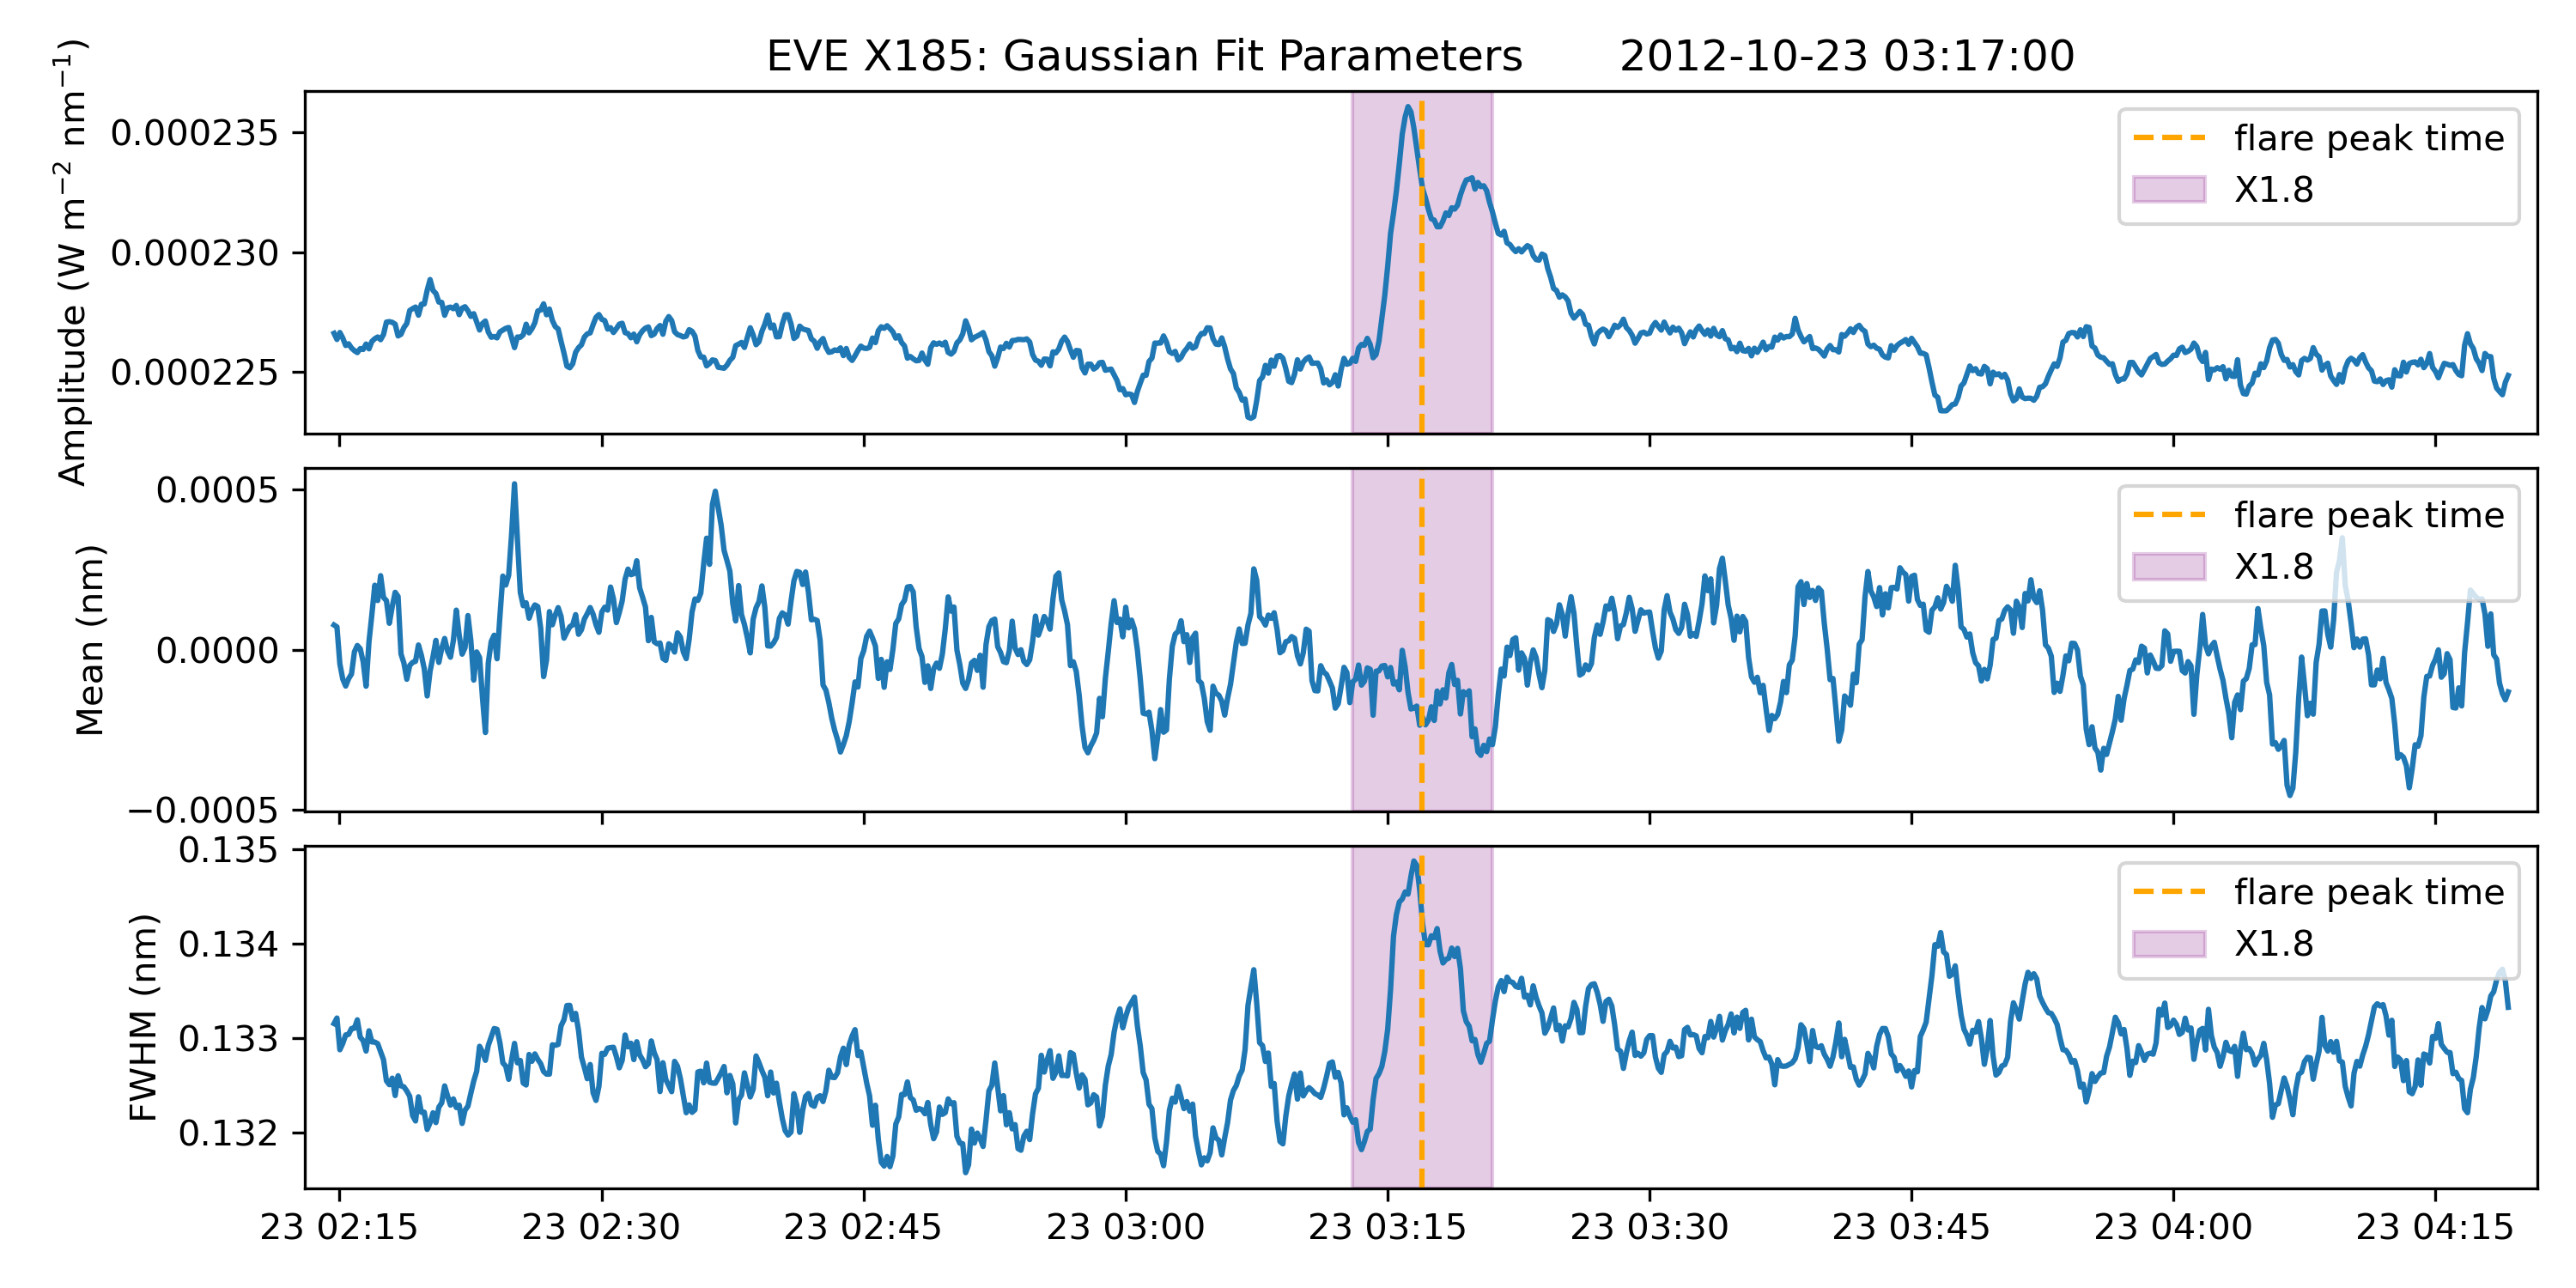 EVE X185: Gaussian Fit Parameters 2012-10-23 03:17:00
Amplitude (W m⁻² nm⁻¹)
0.000235
0.000230
0.000225
flare peak time
X1.8
Mean (nm)
0.0005
0.0000
−0.0005
flare peak time
X1.8
FWHM (nm)
0.135
0.134
0.133
0.132
flare peak time
X1.8
23 02:15 23 02:30 23 02:45 23 03:00 23 03:15 23 03:30 23 03:45 23 04:00 23 04:15